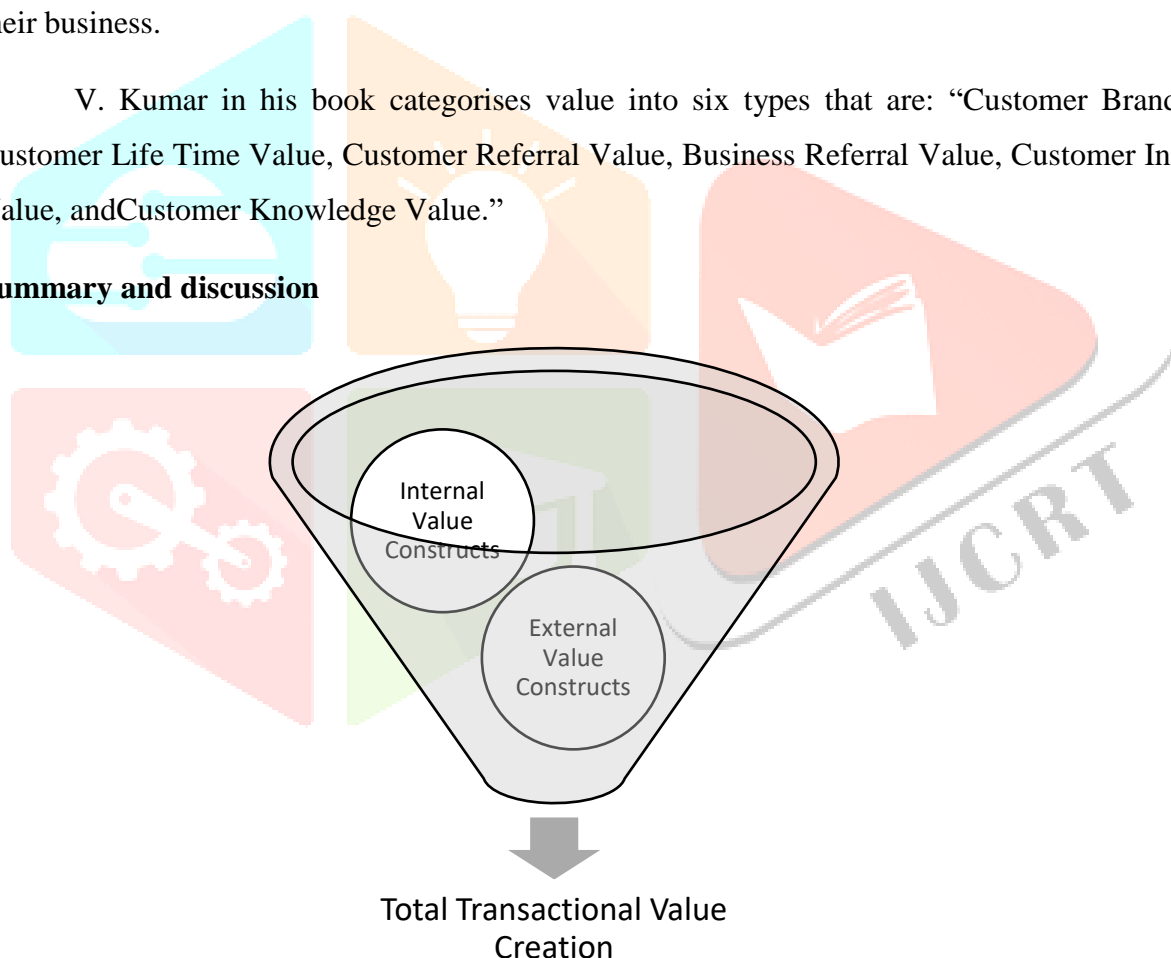 heir business.
V. Kumar in his book categorises value into six types that are: “Customer Brand
ustomer Life Time Value, Customer Referral Value, Business Referral Value, Customer In
alue, andCustomer Knowledge Value.”
ummary and discussion
Internal
Value
Constructs
External
Value
Constructs
IJCRT
Total Transactional Value
Creation